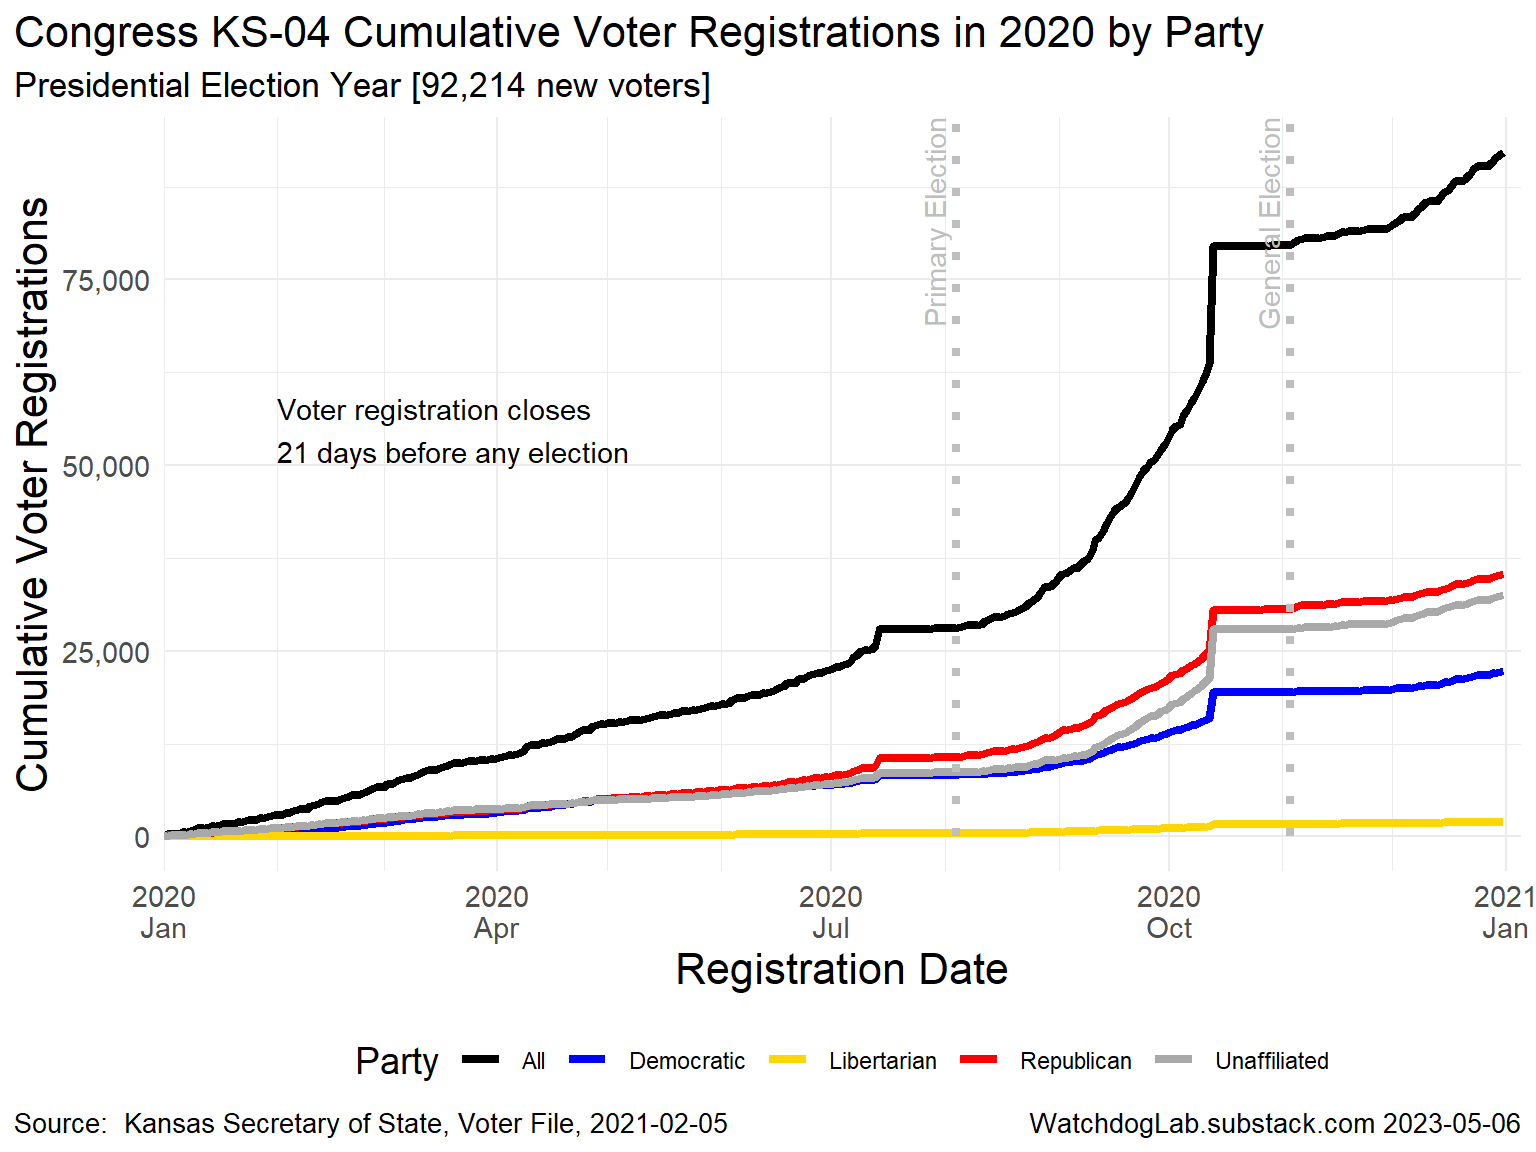 Congress KS-04 Cumulative Voter Registrations in 2020 by Party
Presidential Election Year [92,214 new voters]
Cumulative Voter Registrations
75,000
50,000
25,000
0
Primary Election
General Election
Voter registration closes
21 days before any election
2020 2020 2020 2020 2021
Jan Apr Jul Oct Jan
Registration Date
Party All Democratic Libertarian Republican Unaffiliated
Source:  Kansas Secretary of State, Voter File, 2021-02-05
WatchdogLab.substack.com 2023-05-06